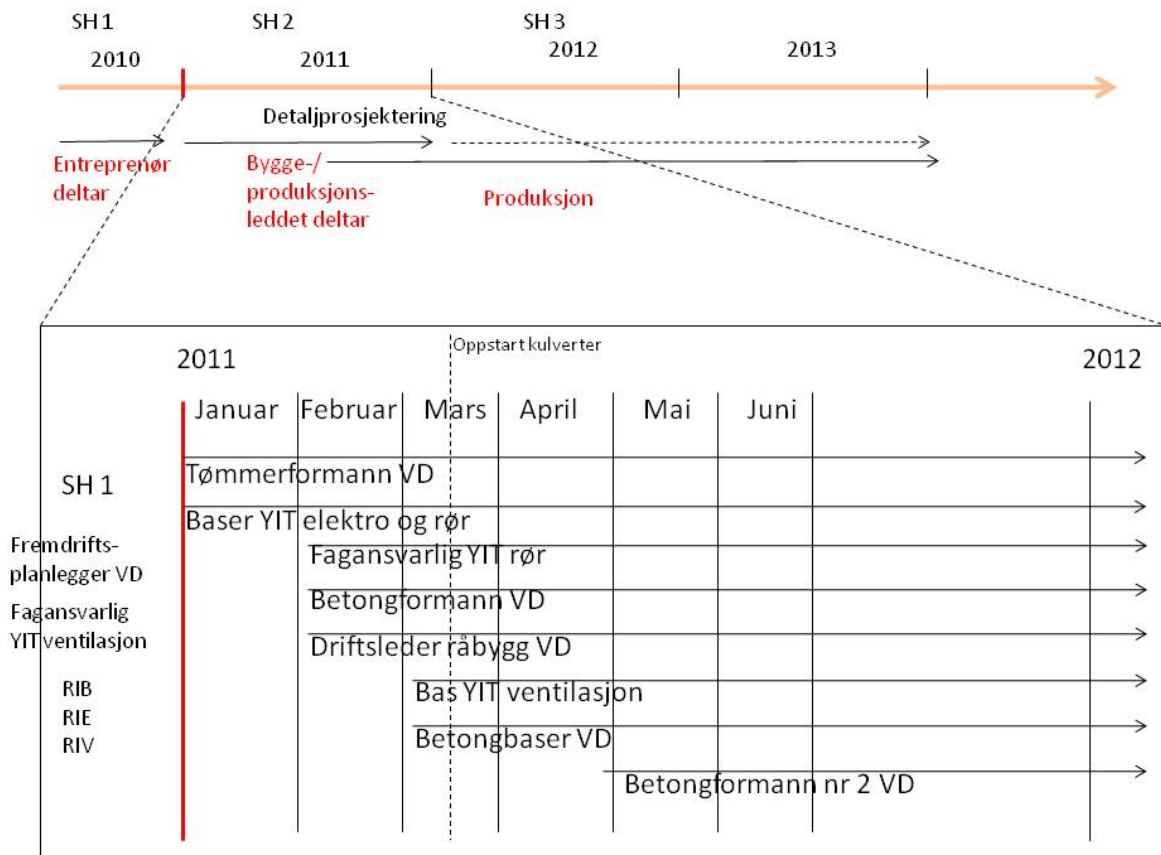 SH 1
SH 2
SH 3
2010
2011
2012
2013
Detaljprosjektering
Entreprenør
deltar
Bygge-/
produksjons-
leddet deltar
Produksjon
Oppstart kulverter
2011
2012
Januar
Februar
Mars
April
Mai
Juni
SH 1
Tømmerformann VD
Baser YIT elektro og rør
Fremdrifts-
planlegger VD
Fagansvarlig YIT rør
Betongformann VD
Fagansvarlig
YIT ventilasjon
Driftsleder råbygg VD
RIB
RIE
RIV
Bas YIT ventilasjon
Betongbaser VD
Betongformann nr 2 VD